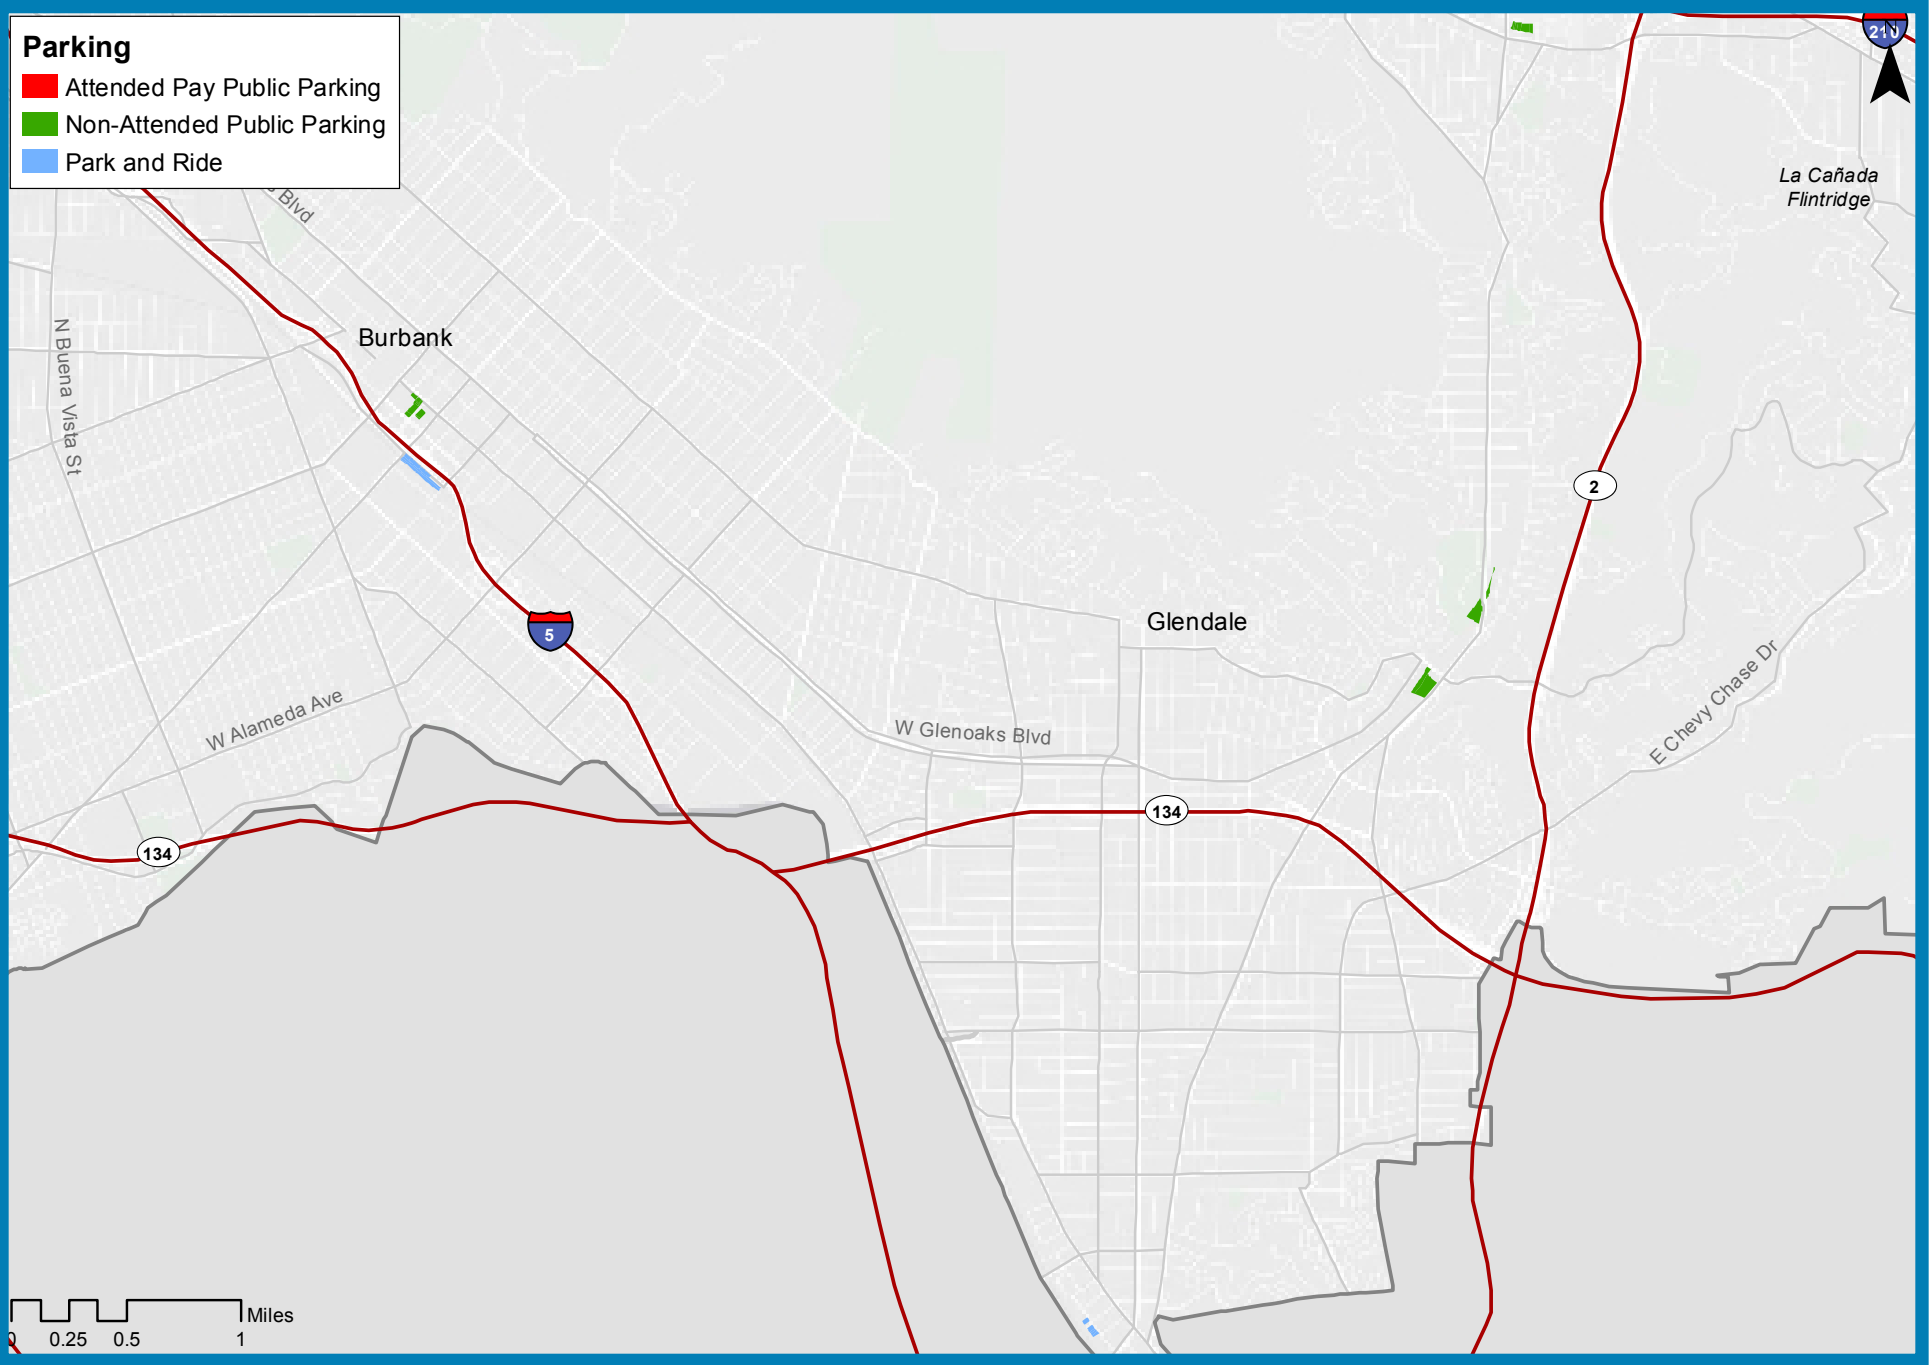 Parking
Attended Pay Public Parking
Non-Attended Public Parking
Park and Ride
210
N
La Cañada
Flintridge
Blvd
N Buena Vista St
Burbank
2
5
Glendale
W Alameda Ave
W Glenoaks Blvd
E Chevy Chase Dr
134
134
Miles
0 0.25 0.5 1